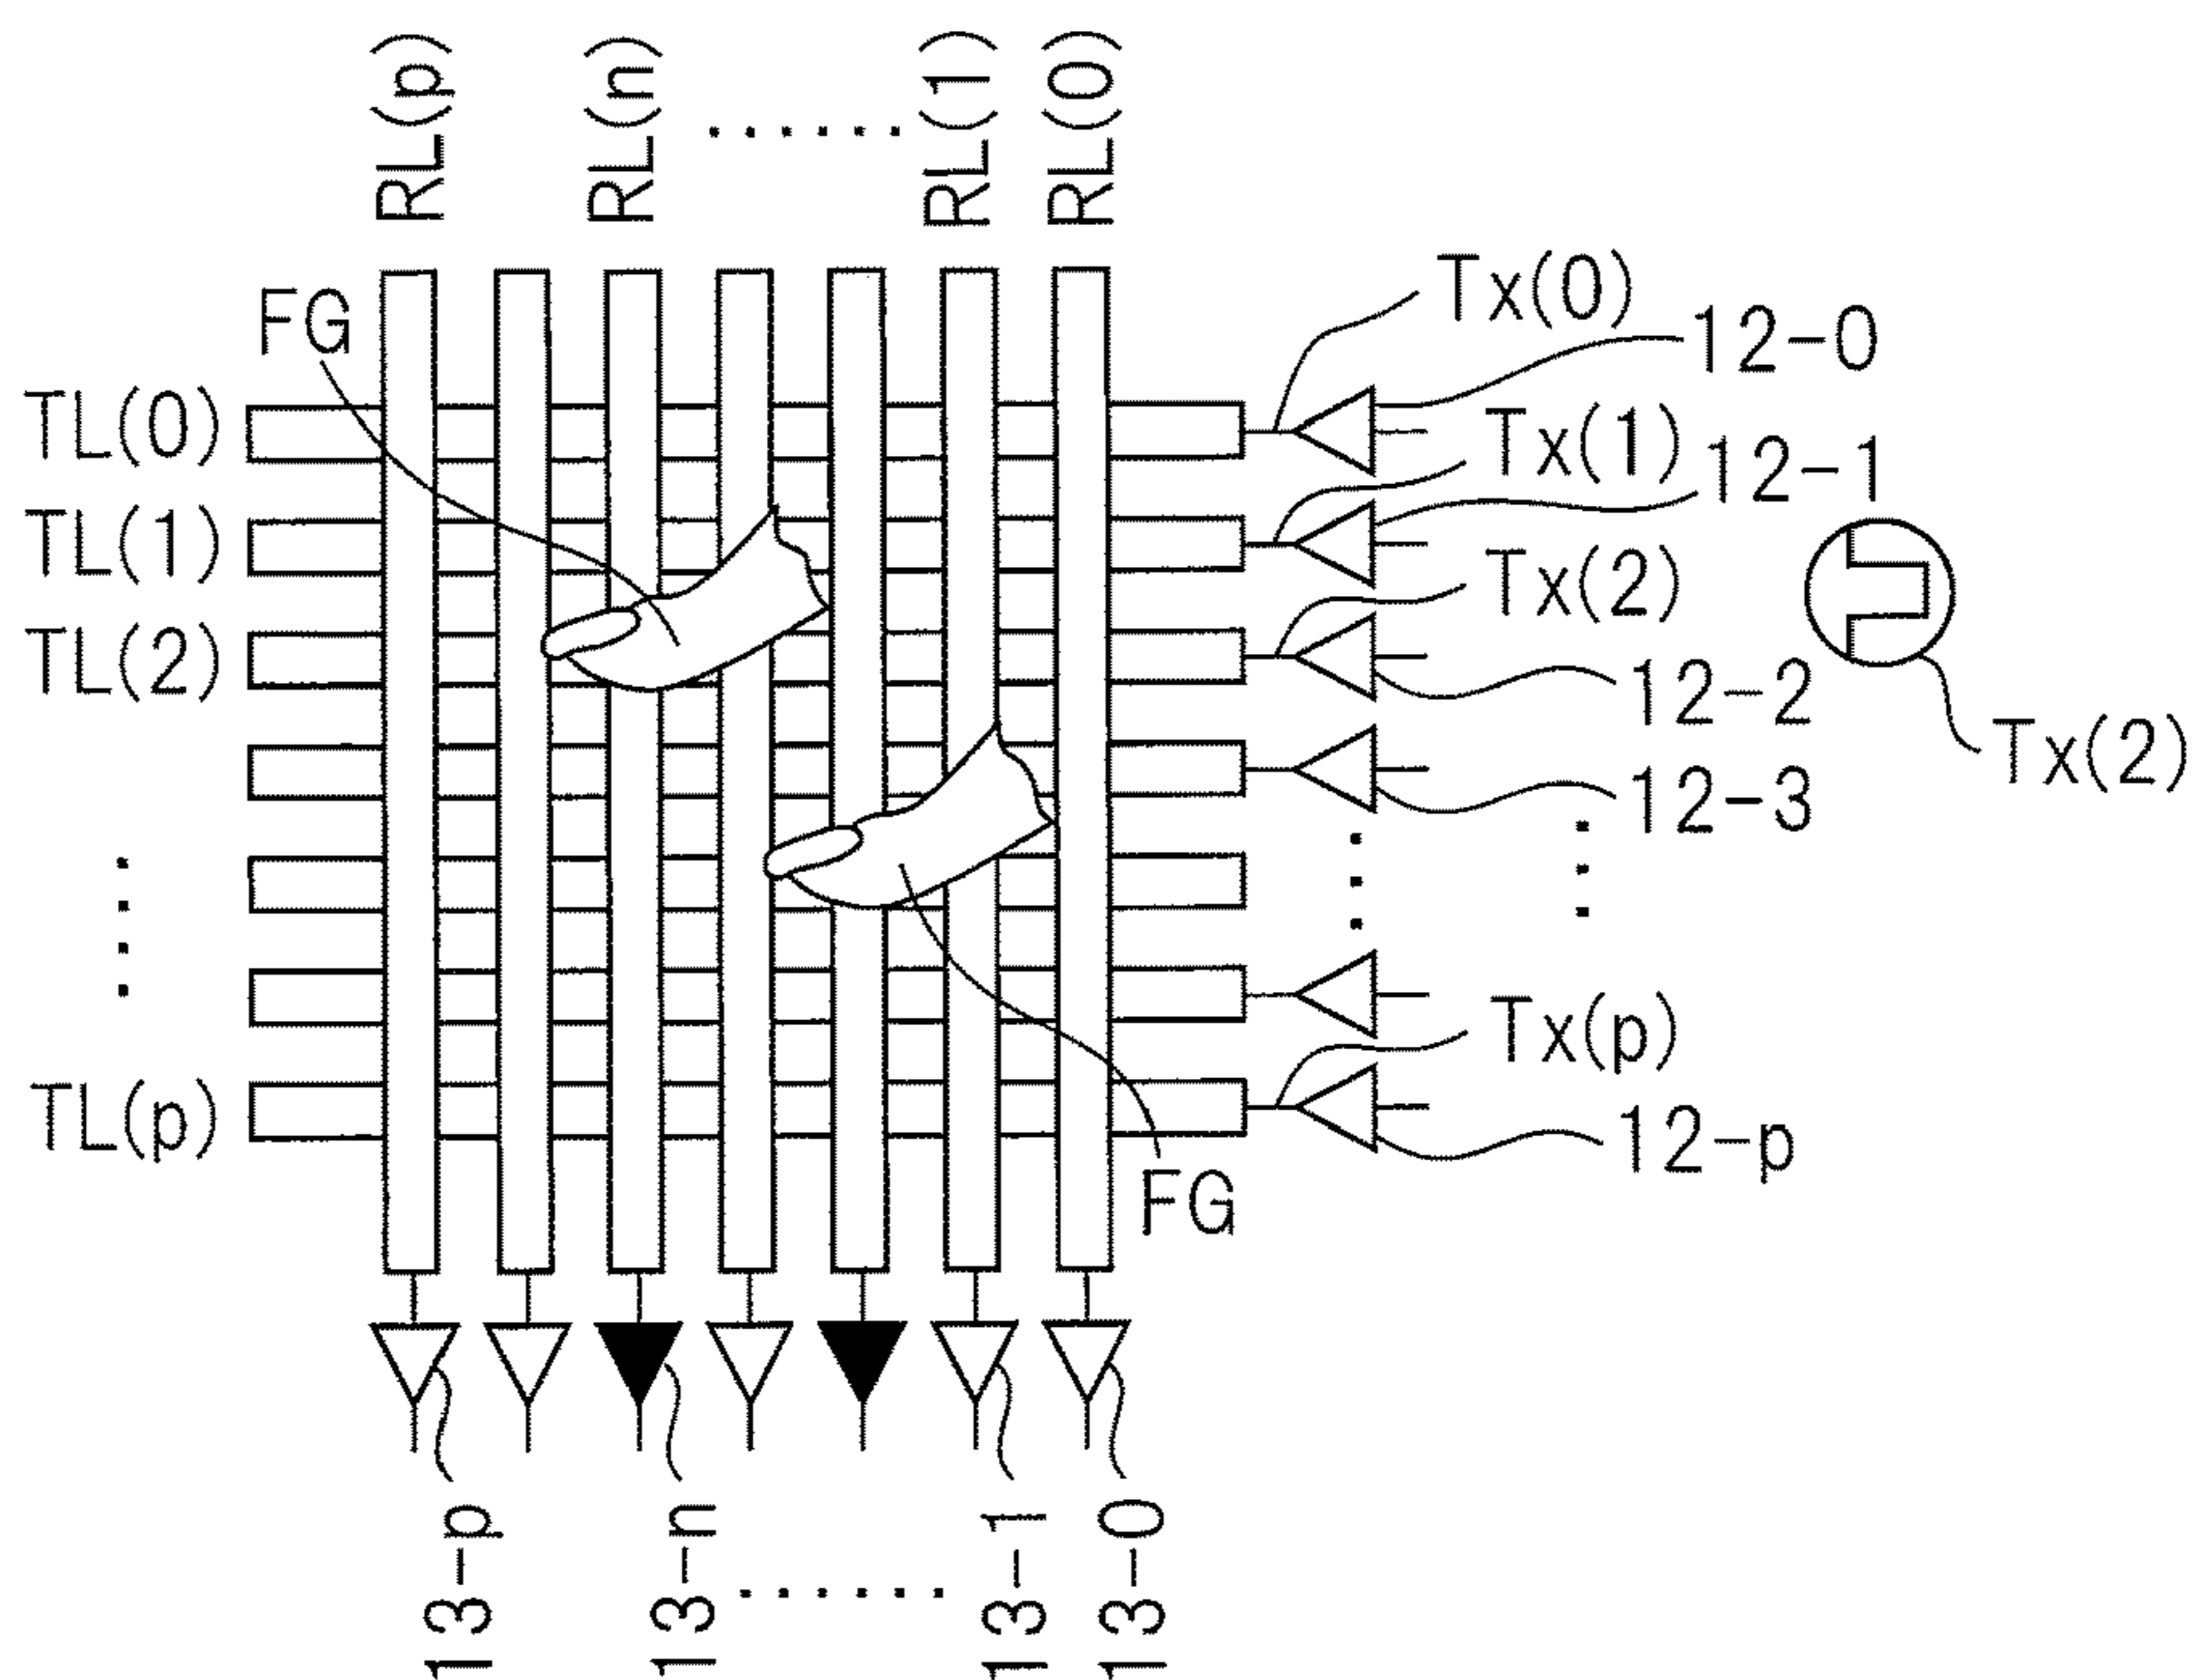 RL(p)
RL(n)
RL(1)
RL(0)
FG
TL(0)
TL(1)
TL(2)
TL(p)
Tx(0)
12-0
Tx(1)
12-1
Tx(2)
12-2
Tx(2)
12-3
Tx(p)
12-p
FG
13-p
13-n
13-1
13-0